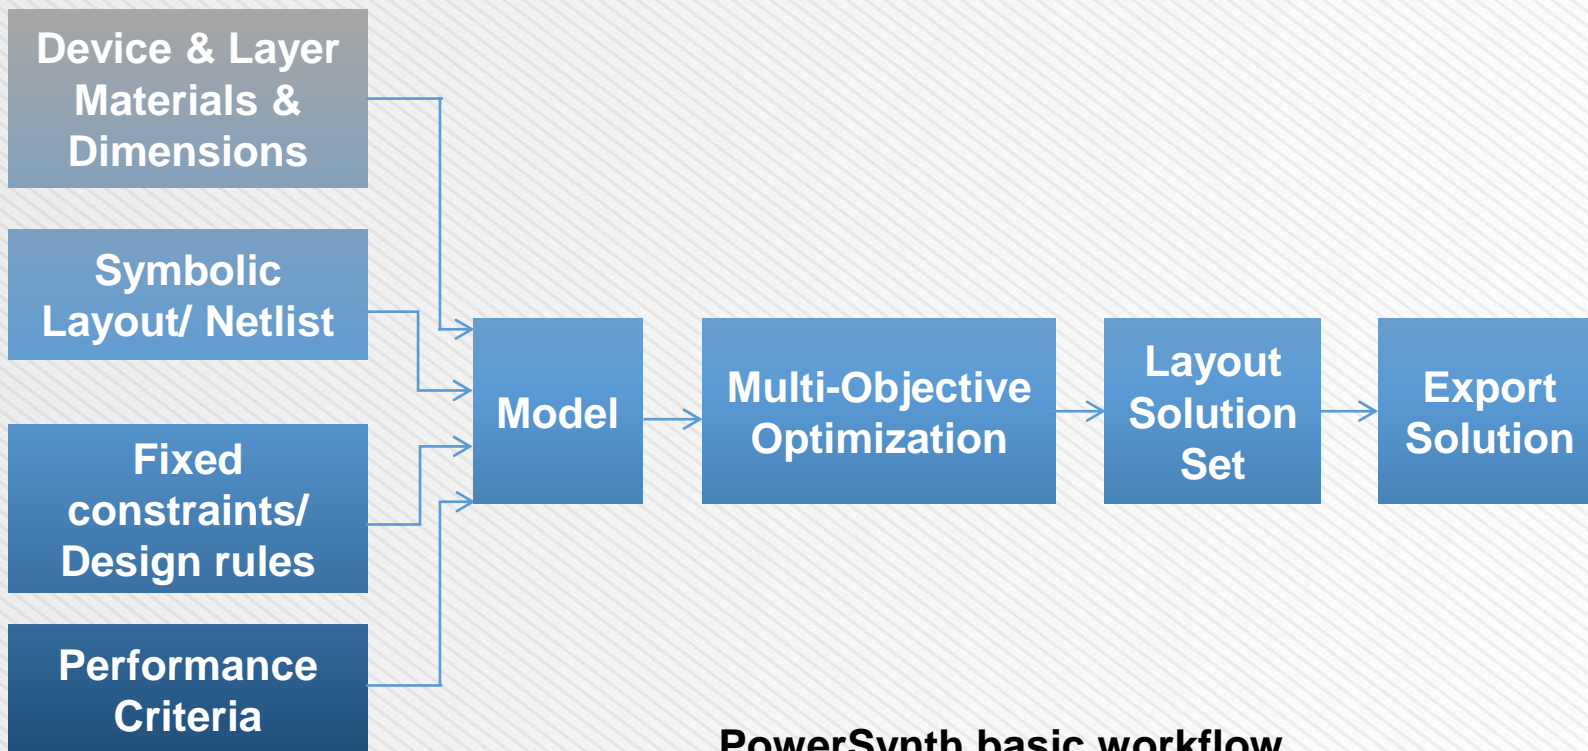 Device & Layer
Materials &
Dimensions
Symbolic
Layout/ Netlist
Fixed
constraints/
Design rules
Performance
Criteria
Model
Multi-Objective
Optimization
Layout
Solution
Set
Export
Solution
PowerSynth basic workflow